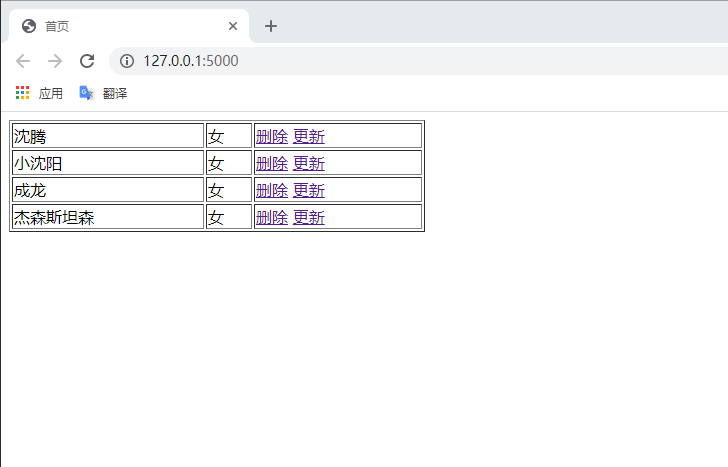 首页
127.0.0.1:5000
应用 翻译
沈腾 女 删除 更新
小沈阳 女 删除 更新
成龙 女 删除 更新
杰森斯坦森 女 删除 更新